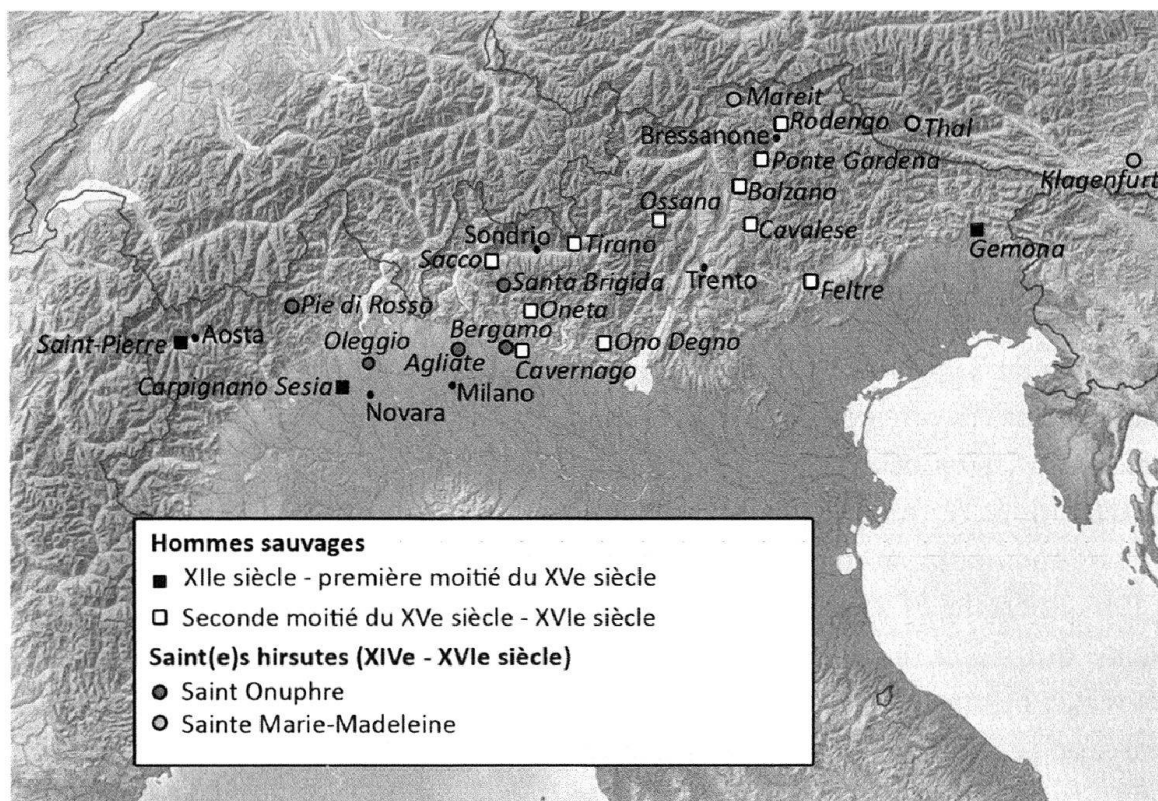 Mareit
Rodengo
Thal
Bressanone
Ponte Gardena
Klagenfurt
Bolzano
Ossana
Cavalese
Sondrio
Tirano
Gemona
Sacco
Trento
Santa Brigida
Feltre
Pie di Rosso
Oneta
Saint-Pierre
Aosta
Oleggio
Bergamo
Ono Degno
Agliate
Cavernago
Carpignano Sesia
Milano
Novara
Hommes sauvages
XIIe siècle - première moitié du XVe siècle
Seconde moitié du XVe siècle - XVIe siècle
Saint(e)s hirsutes (XIVe - XVIe siècle)
Saint Onuphre
Sainte Marie-Madeleine